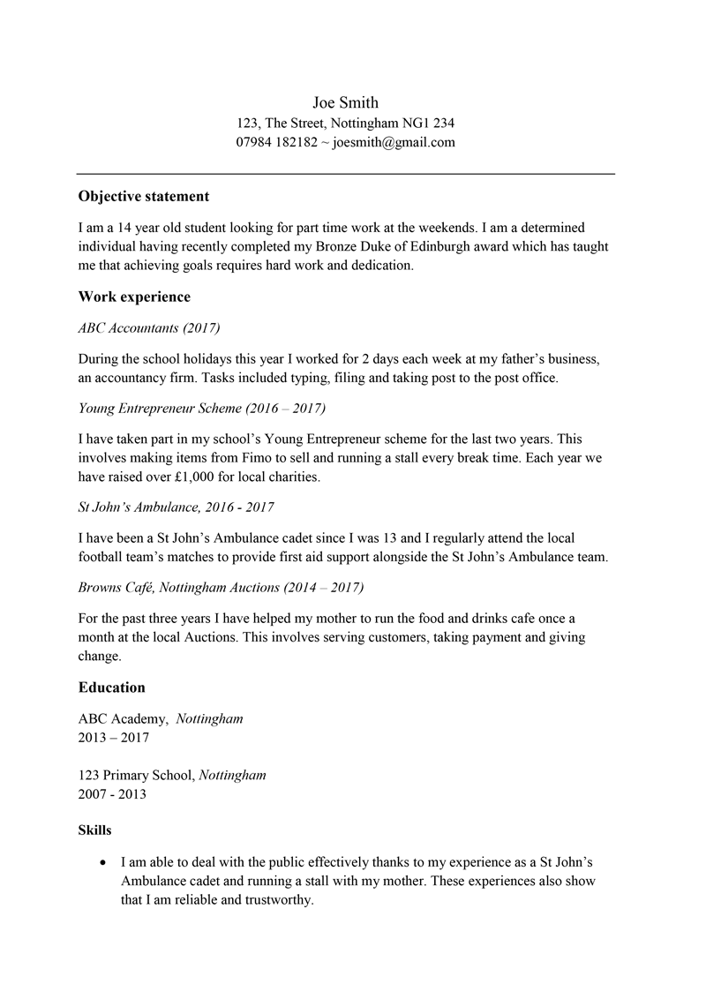 Joe Smith
123, The Street, Nottingham NG1 234
07984 182182 ~ joesmith@gmail.com
Objective statement
I am a 14 year old student looking for part time work at the weekends. I am a determined
individual having recently completed my Bronze Duke of Edinburgh award which has taught
me that achieving goals requires hard work and dedication.
Work experience
ABC Accountants (2017)
During the school holidays this year I worked for 2 days each week at my father’s business,
an accountancy firm. Tasks included typing, filing and taking post to the post office.
Young Entrepreneur Scheme (2016 – 2017)
I have taken part in my school’s Young Entrepreneur scheme for the last two years. This
involves making items from Fimo to sell and running a stall every break time. Each year we
have raised over £1,000 for local charities.
St John’s Ambulance, 2016 - 2017
I have been a St John’s Ambulance cadet since I was 13 and I regularly attend the local
football team’s matches to provide first aid support alongside the St John’s Ambulance team.
Browns Café, Nottingham Auctions (2014 – 2017)
For the past three years I have helped my mother to run the food and drinks cafe once a
month at the local Auctions. This involves serving customers, taking payment and giving
change.
Education
ABC Academy, Nottingham
2013 – 2017
123 Primary School, Nottingham
2007 - 2013
Skills
• I am able to deal with the public effectively thanks to my experience as a St John’s
Ambulance cadet and running a stall with my mother. These experiences also show
that I am reliable and trustworthy.